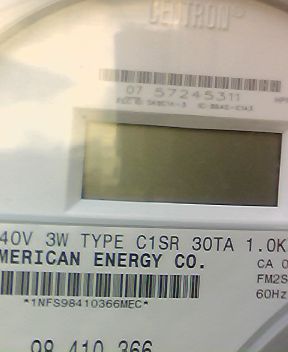 CENTRON®
07 57245311
40V 3W TYPE C1SR 30TA 1.0K
MERICAN ENERGY CO.
CA 0
FM2S
60Hz
*1NFS98410366MEC*
98 410 366